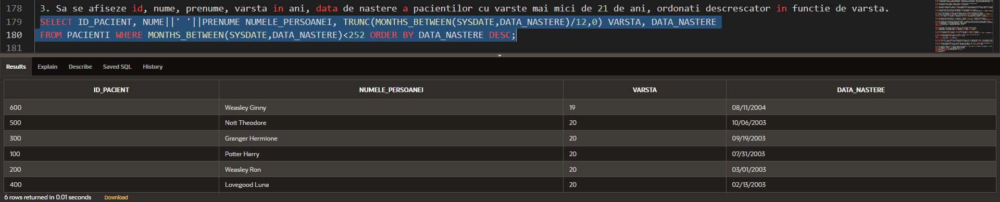 178 3. Sa se afiseze id, nume, prenume, varsta in ani, data de nastere a pacientilor cu varste mai mici de 21 de ani, ordonati descrescator in functie de varsta.
179 SELECT ID_PACIENT, NUME||' '||PRENUME NUMELE_PERSOANEI, TRUNC(MONTHS_BETWEEN(SYSDATE,DATA_NASTERE)/12,0) VARSTA, DATA_NASTERE
180 FROM PACIENTI WHERE MONTHS_BETWEEN(SYSDATE,DATA_NASTERE)<252 ORDER BY DATA_NASTERE DESC;
181
Results Explain Describe Saved SQL History
ID_PACIENT NUMELE_PERSOANEI VARSTA DATA_NASTERE
600 Weasley Ginny 19 08/11/2004
500 Nott Theodore 20 10/06/2003
300 Granger Hermione 20 09/19/2003
100 Potter Harry 20 07/31/2003
200 Weasley Ron 20 03/01/2003
400 Lovegood Luna 20 02/13/2003
6 rows returned in 0.01 seconds Download